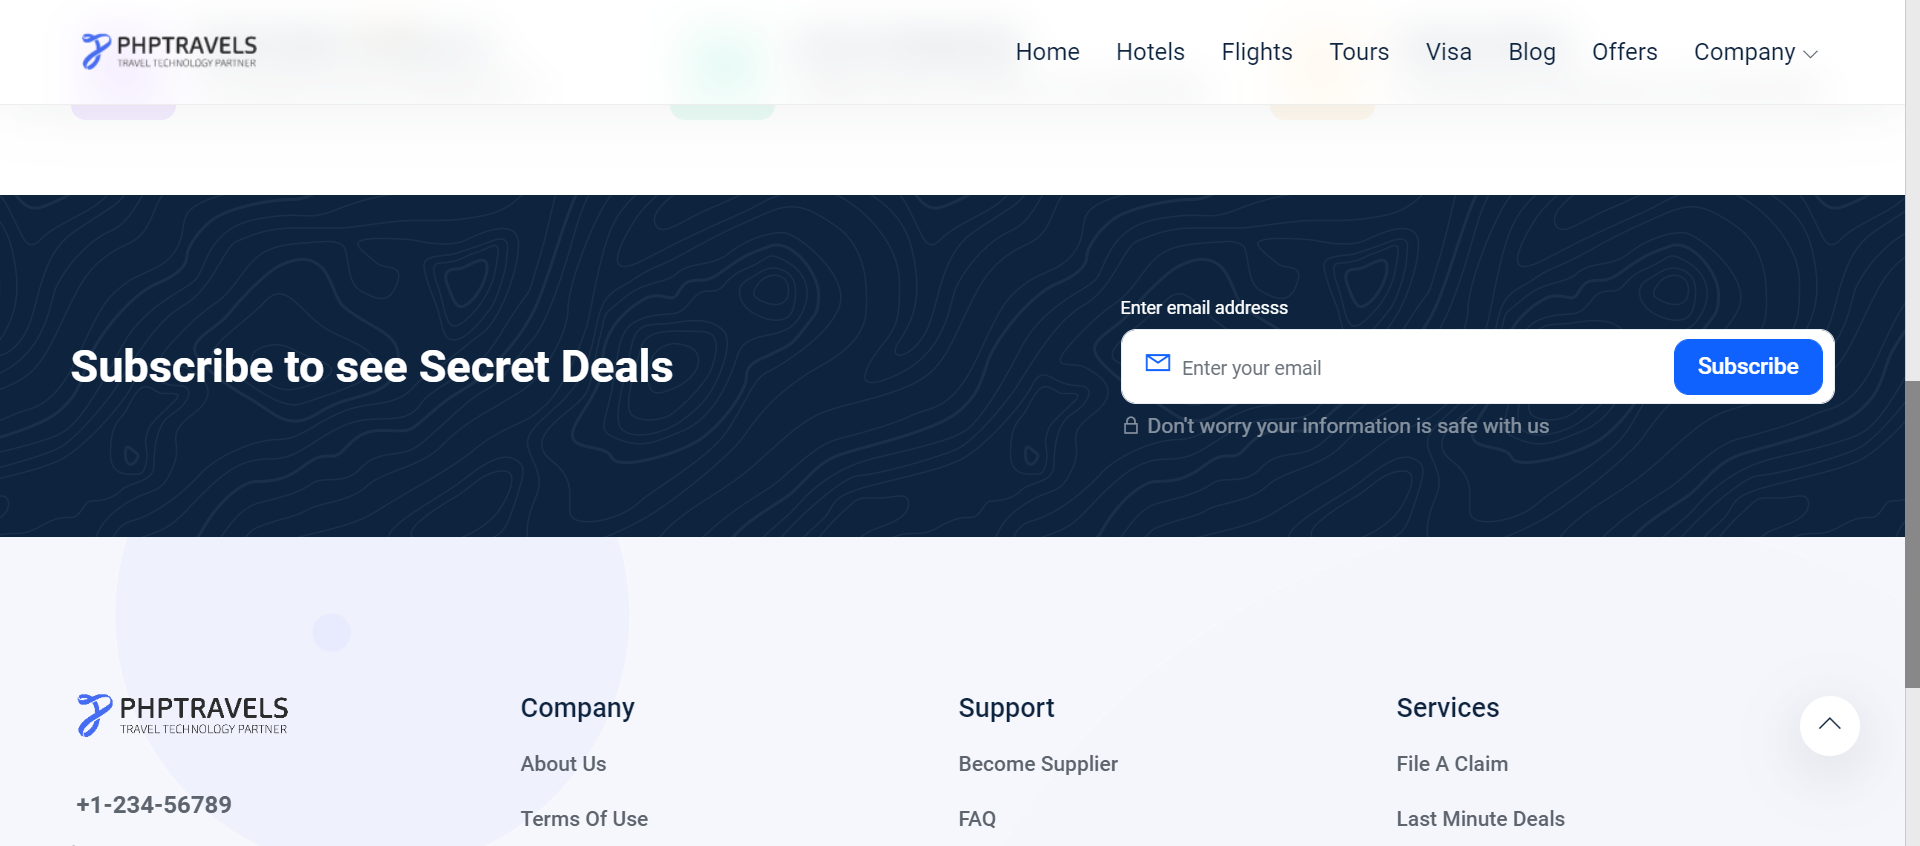 PHPTRAVELS
TRAVEL TECHNOLOGY PARTNER
Home Hotels Flights Tours Visa Blog Offers Company
Subscribe to see Secret Deals
Enter email addresss
Enter your email
Subscribe
Don't worry your information is safe with us
PHPTRAVELS
TRAVEL TECHNOLOGY PARTNER
+1-234-56789
Company
About Us
Terms Of Use
Support
Become Supplier
FAQ
Services
File A Claim
Last Minute Deals